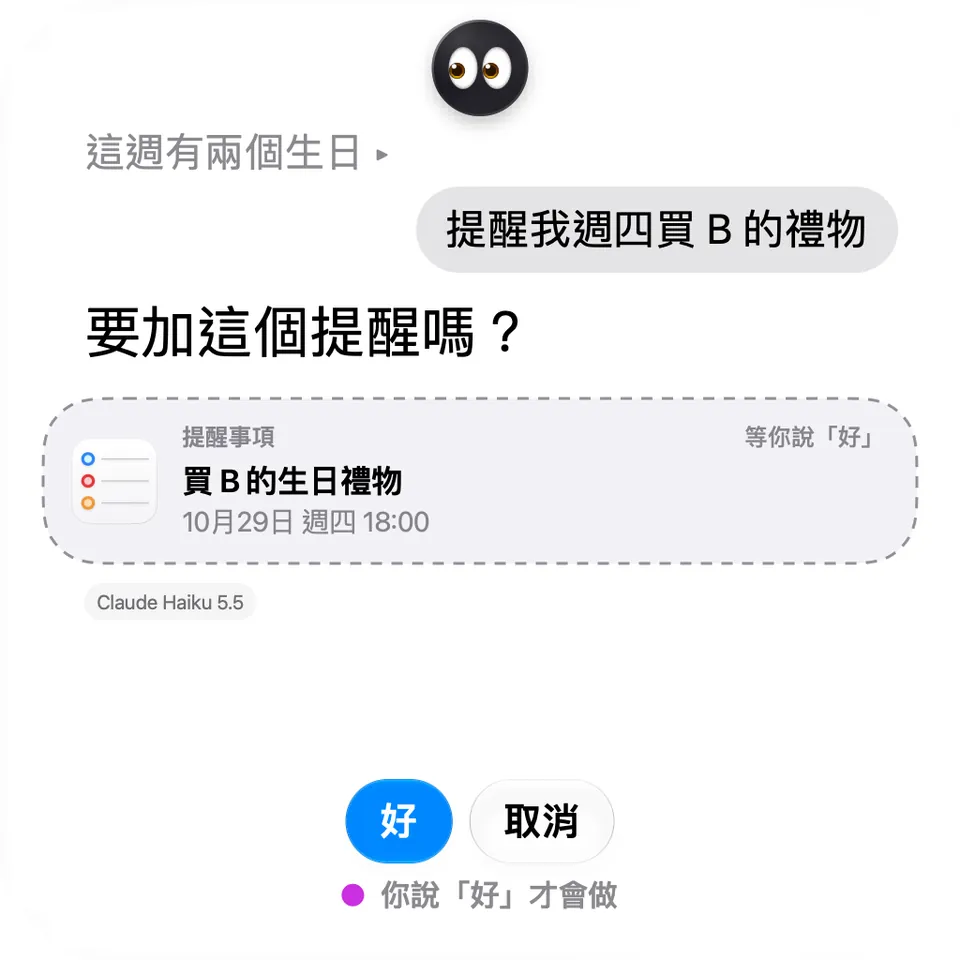 這週有兩個生日 ▸
提醒我週四買 B 的禮物
要加這個提醒嗎？
提醒事項
等你說「好」
買 B 的生日禮物
10月29日 週四 18:00
Claude Haiku 5.5
好
取消
你說「好」才會做